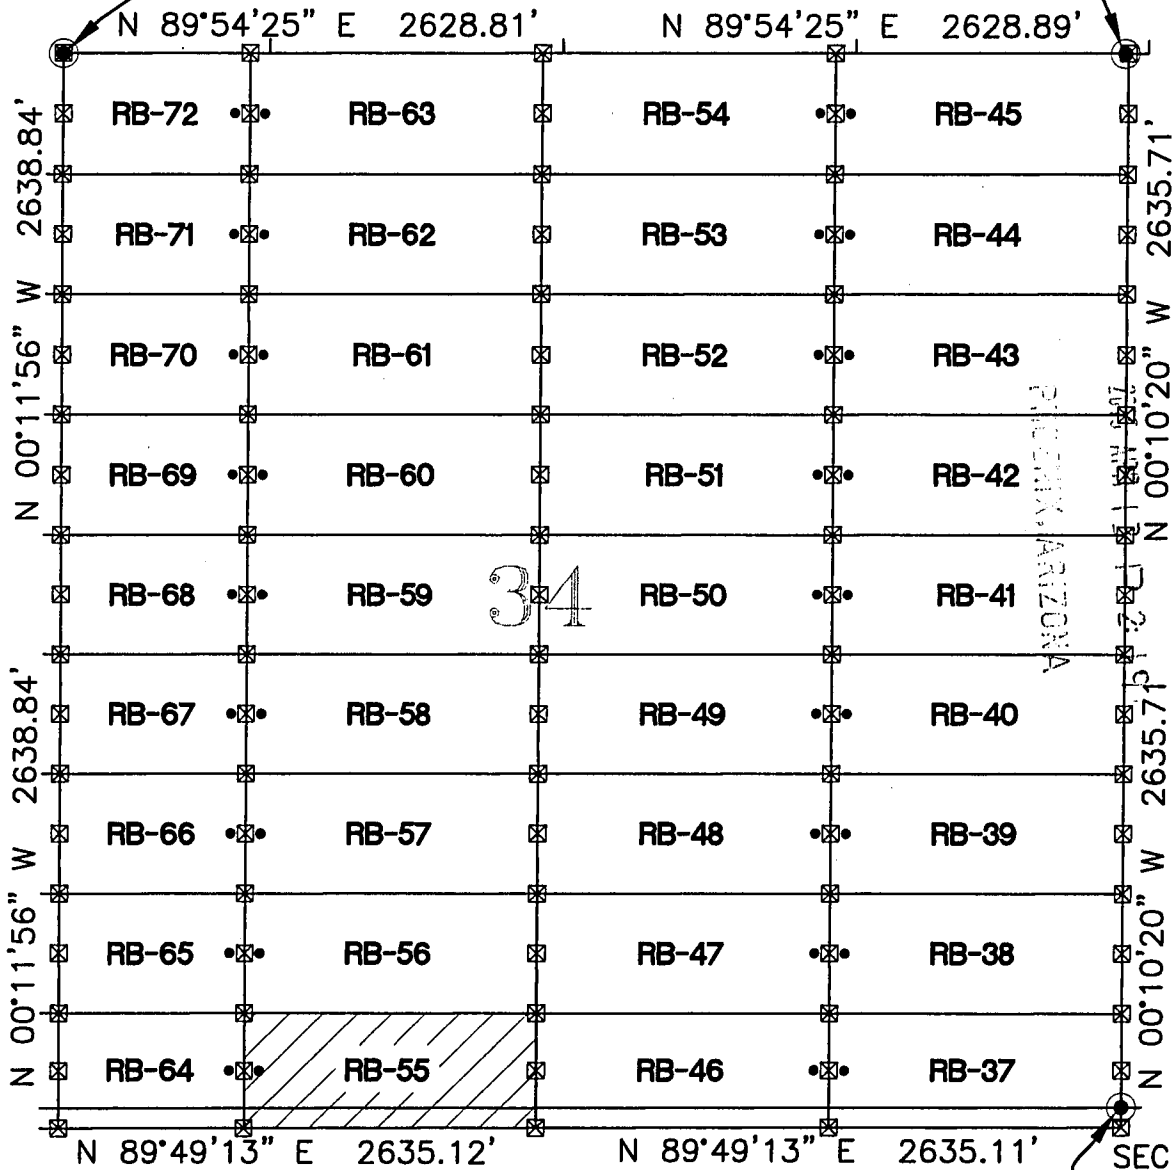 N 89°54'25" E 2628.81' N 89°54'25" E 2628.89'
RB-72 RB-63 RB-54 RB-45
RB-71 RB-62 RB-53 RB-44
RB-70 RB-61 RB-52 RB-43
RB-69 RB-60 RB-51 RB-42
RB-68 RB-59 34 RB-50 RB-41
RB-67 RB-58 RB-49 RB-40
RB-66 RB-57 RB-48 RB-39
RB-65 RB-56 RB-47 RB-38
RB-64 RB-55 RB-46 RB-37
N 00°11'56" W 2638.84'
N 00°11'56" W 2638.84'
N 00°10'20" W 2635.71'
N 00°10'20" W 2635.71'
PHOENIX, ARIZONA
N 89°49'13" E 2635.12' N 89°49'13" E 2635.11' SEC